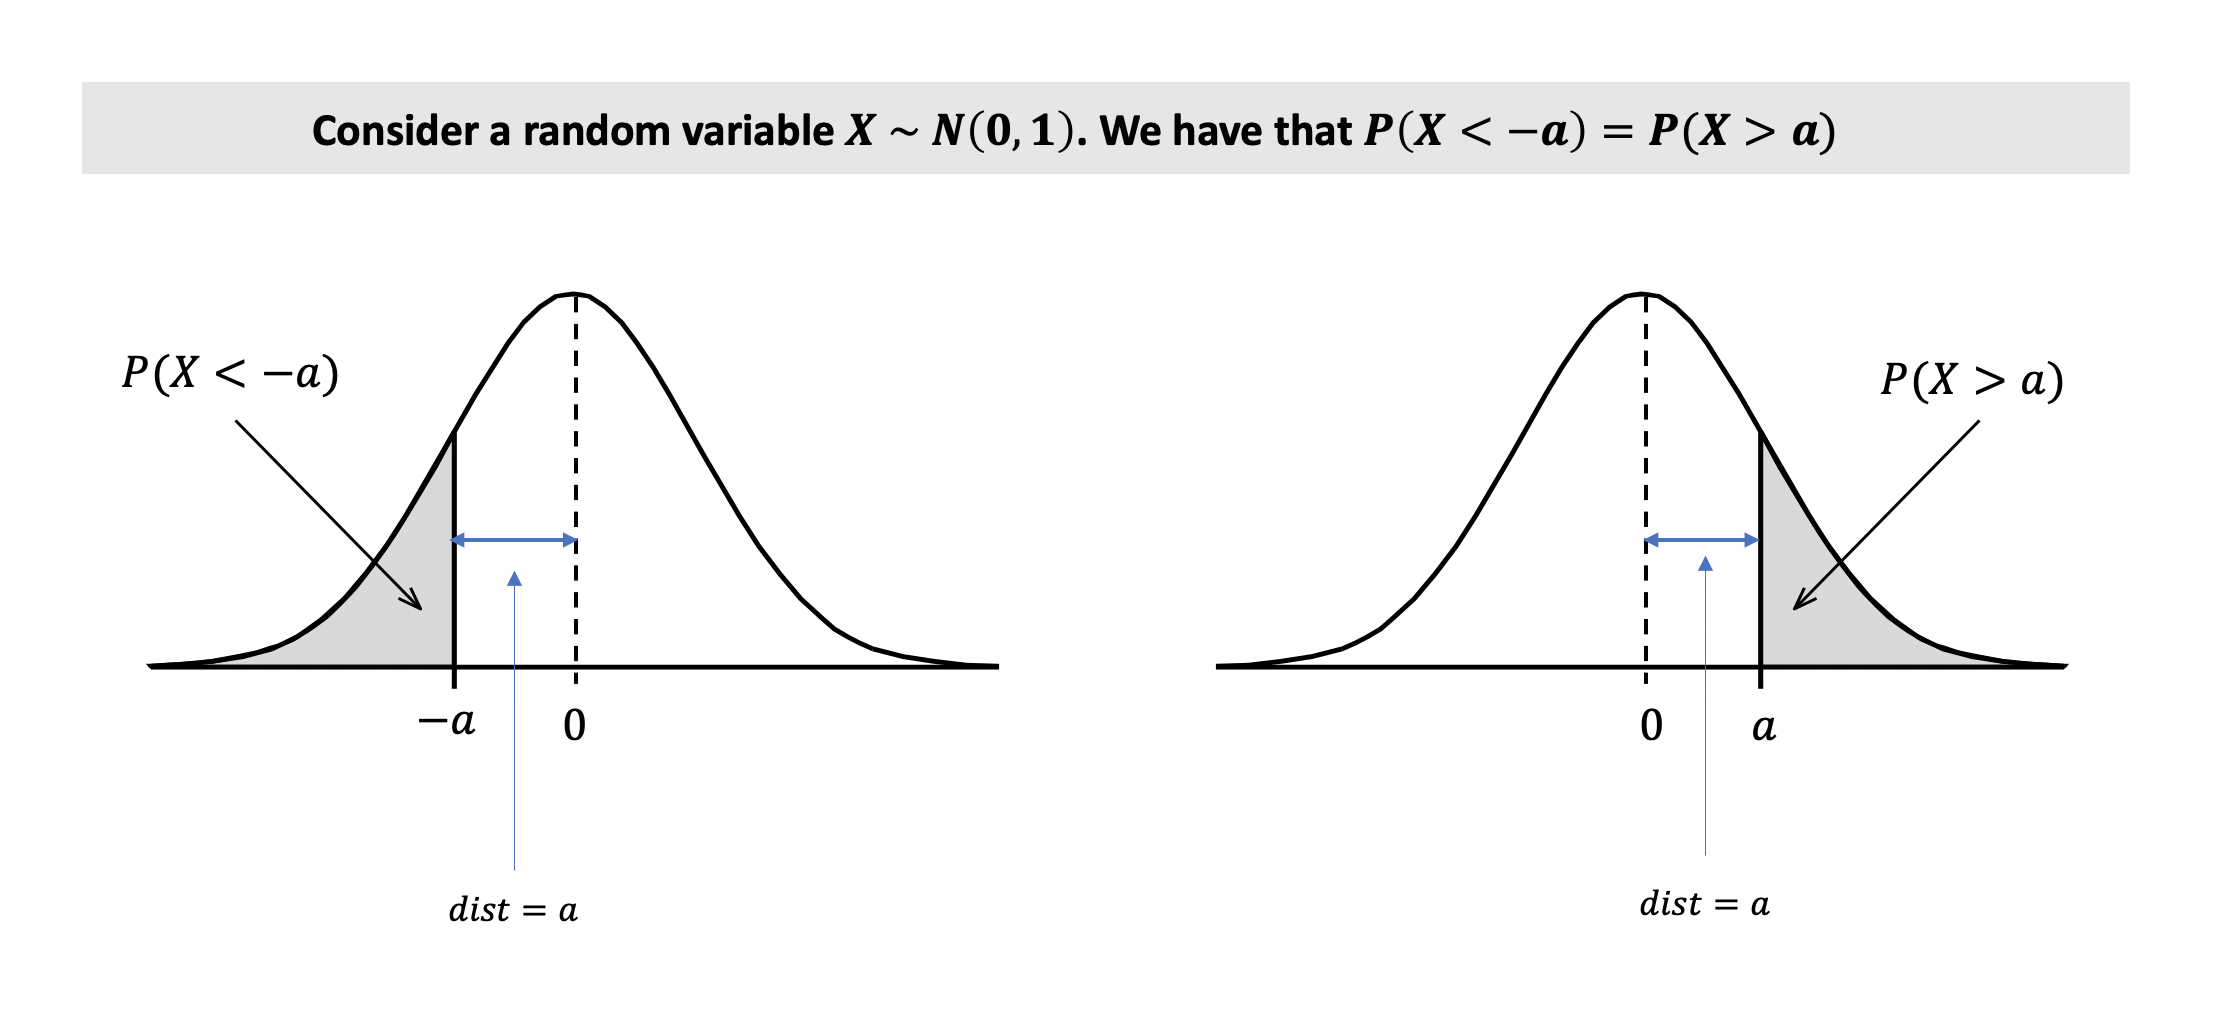 Consider a random variable X ~ N(0, 1). We have that P(X < −a) = P(X > a)
P(X < −a)
P(X > a)
−a
0
0
a
dist = a
dist = a